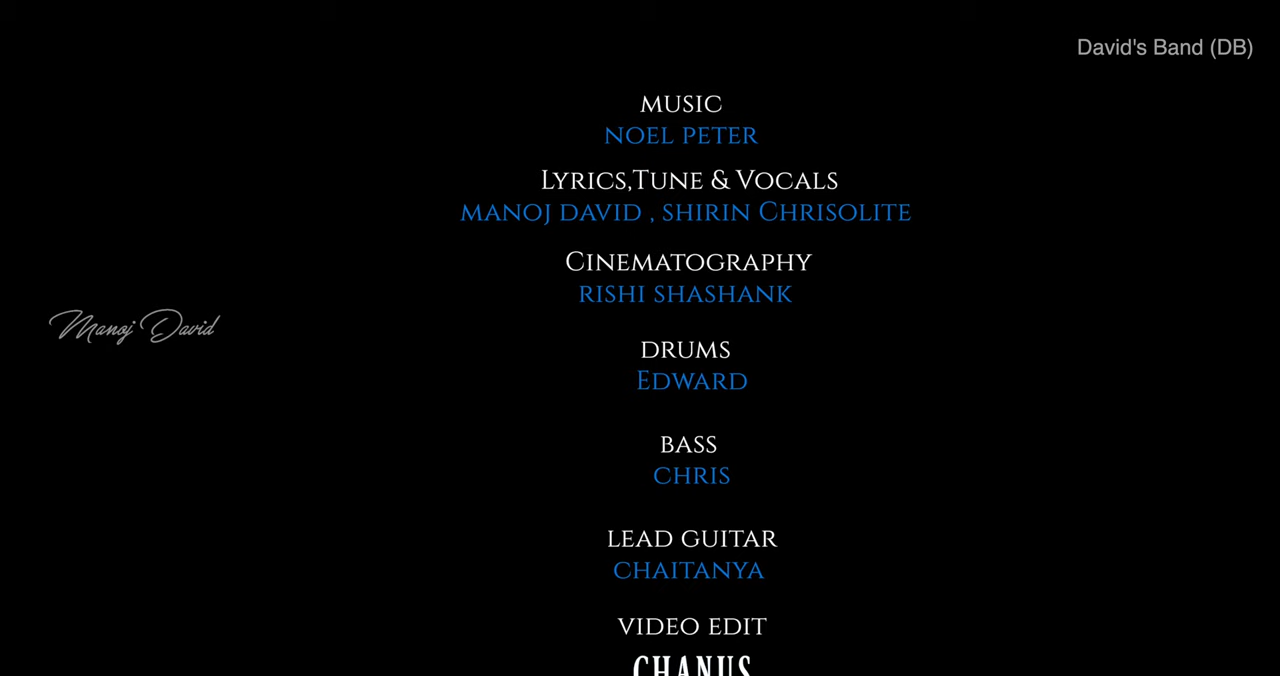 David's Band (DB)
MUSIC
NOEL PETER
LYRICS,TUNE & VOCALS
MANOJ DAVID , SHIRIN CHRISOLITE
CINEMATOGRAPHY
RISHI SHASHANK
Manoj David
DRUMS
EDWARD
BASS
CHRIS
LEAD GUITAR
CHAITANYA
VIDEO EDIT
CHANUS